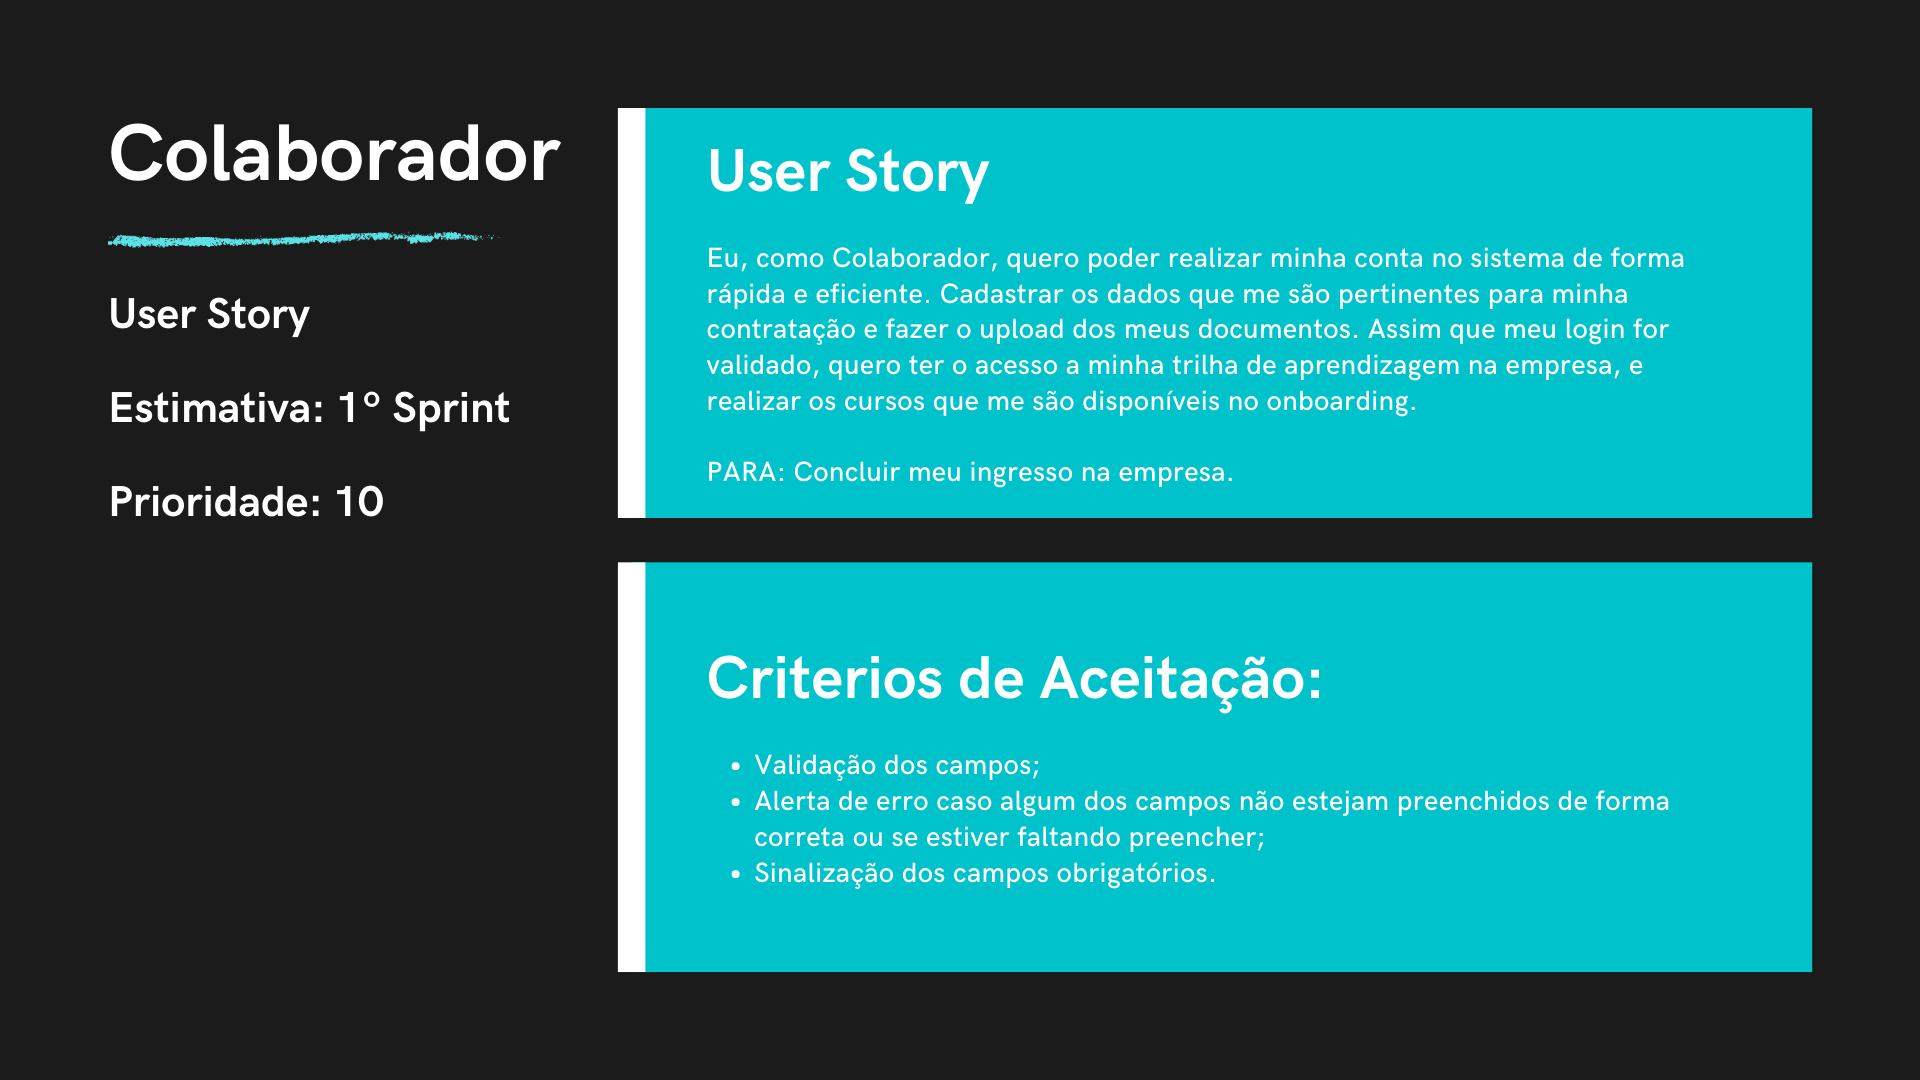 Colaborador
User Story
Estimativa: 1º Sprint
Prioridade: 10
User Story
Eu, como Colaborador, quero poder realizar minha conta no sistema de forma
rápida e eficiente. Cadastrar os dados que me são pertinentes para minha
contratação e fazer o upload dos meus documentos. Assim que meu login for
validado, quero ter o acesso a minha trilha de aprendizagem na empresa, e
realizar os cursos que me são disponíveis no onboarding.
PARA: Concluir meu ingresso na empresa.
Criterios de Aceitação:
• Validação dos campos;
• Alerta de erro caso algum dos campos não estejam preenchidos de forma
correta ou se estiver faltando preencher;
• Sinalização dos campos obrigatórios.